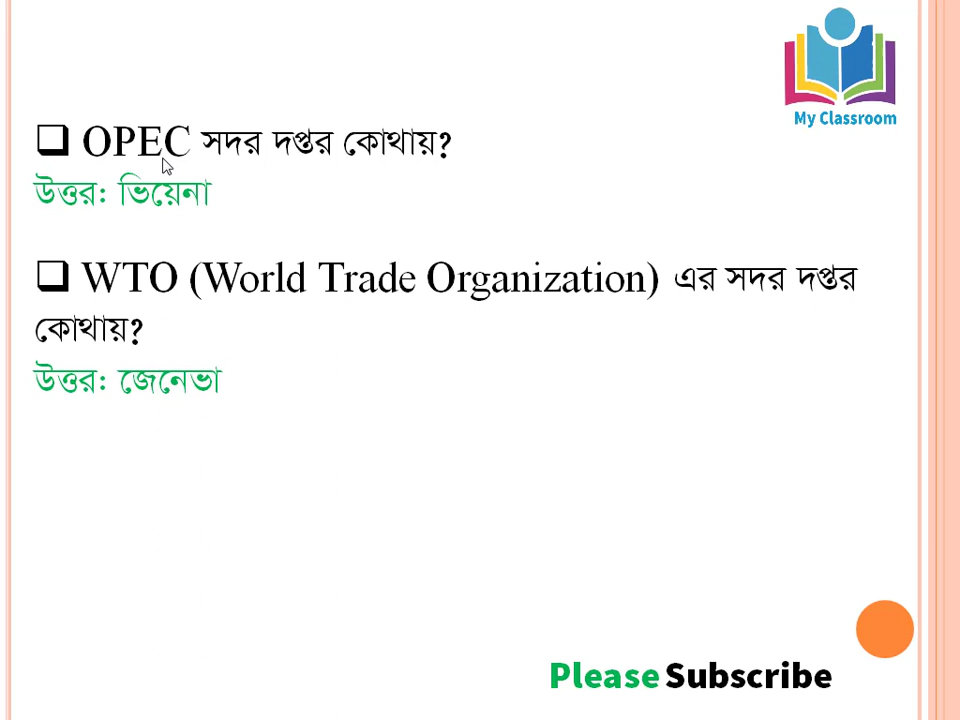 My Classroom
❑ OPEC সদর দপ্তর কোথায়?
উত্তর: ভিয়েনা
❑ WTO (World Trade Organization) এর সদর দপ্তর
কোথায়?
উত্তর: জেনেভা
Please Subscribe